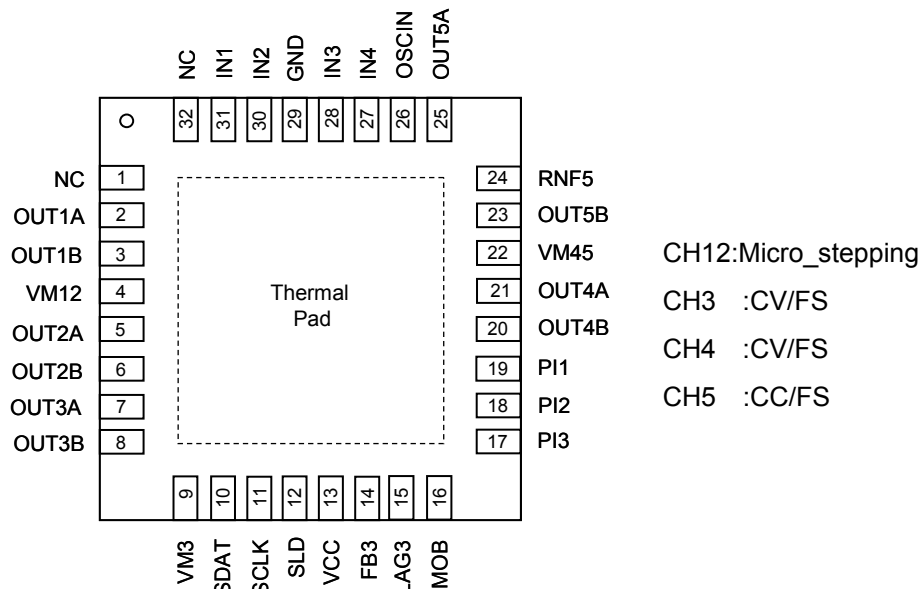 NC
IN1
IN2
GND
IN3
IN4
OSCIN
OUT5A
32
31
30
29
28
27
26
25
NC 1
OUT1A 2
OUT1B 3
VM12 4
OUT2A 5
OUT2B 6
OUT3A 7
OUT3B 8
Thermal
Pad
24 RNF5
23 OUT5B
22 VM45
21 OUT4A
20 OUT4B
19 PI1
18 PI2
17 PI3
CH12:Micro_stepping
CH3 :CV/FS
CH4 :CV/FS
CH5 :CC/FS
9
10
11
12
13
14
15
16
VM3
SDAT
SCLK
SLD
VCC
FB3
LAG3
MOB